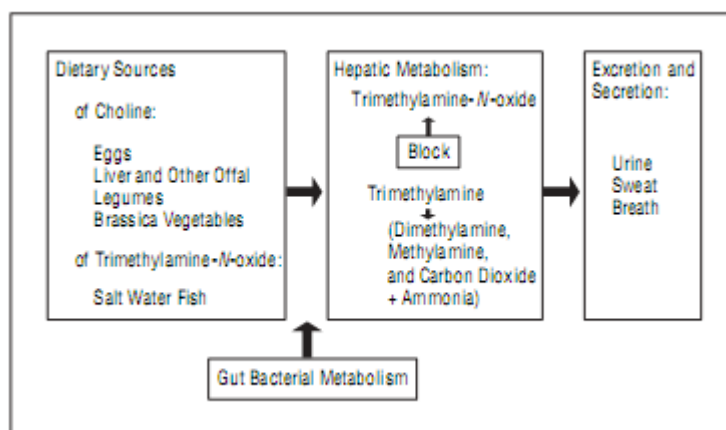 Dietary Sources
of Choline:
Eggs
Liver and Other Offal
Legumes
Brassica Vegetables
of Trimethylamine-N-oxide:
Salt Water Fish
Gut Bacterial Metabolism
Hepatic Metabolism:
Trimethylamine-N-oxide
Block
Trimethylamine
(Dimethylamine,
Methylamine,
and Carbon Dioxide
+ Ammonia)
Excretion and
Secretion:
Urine
Sweat
Breath